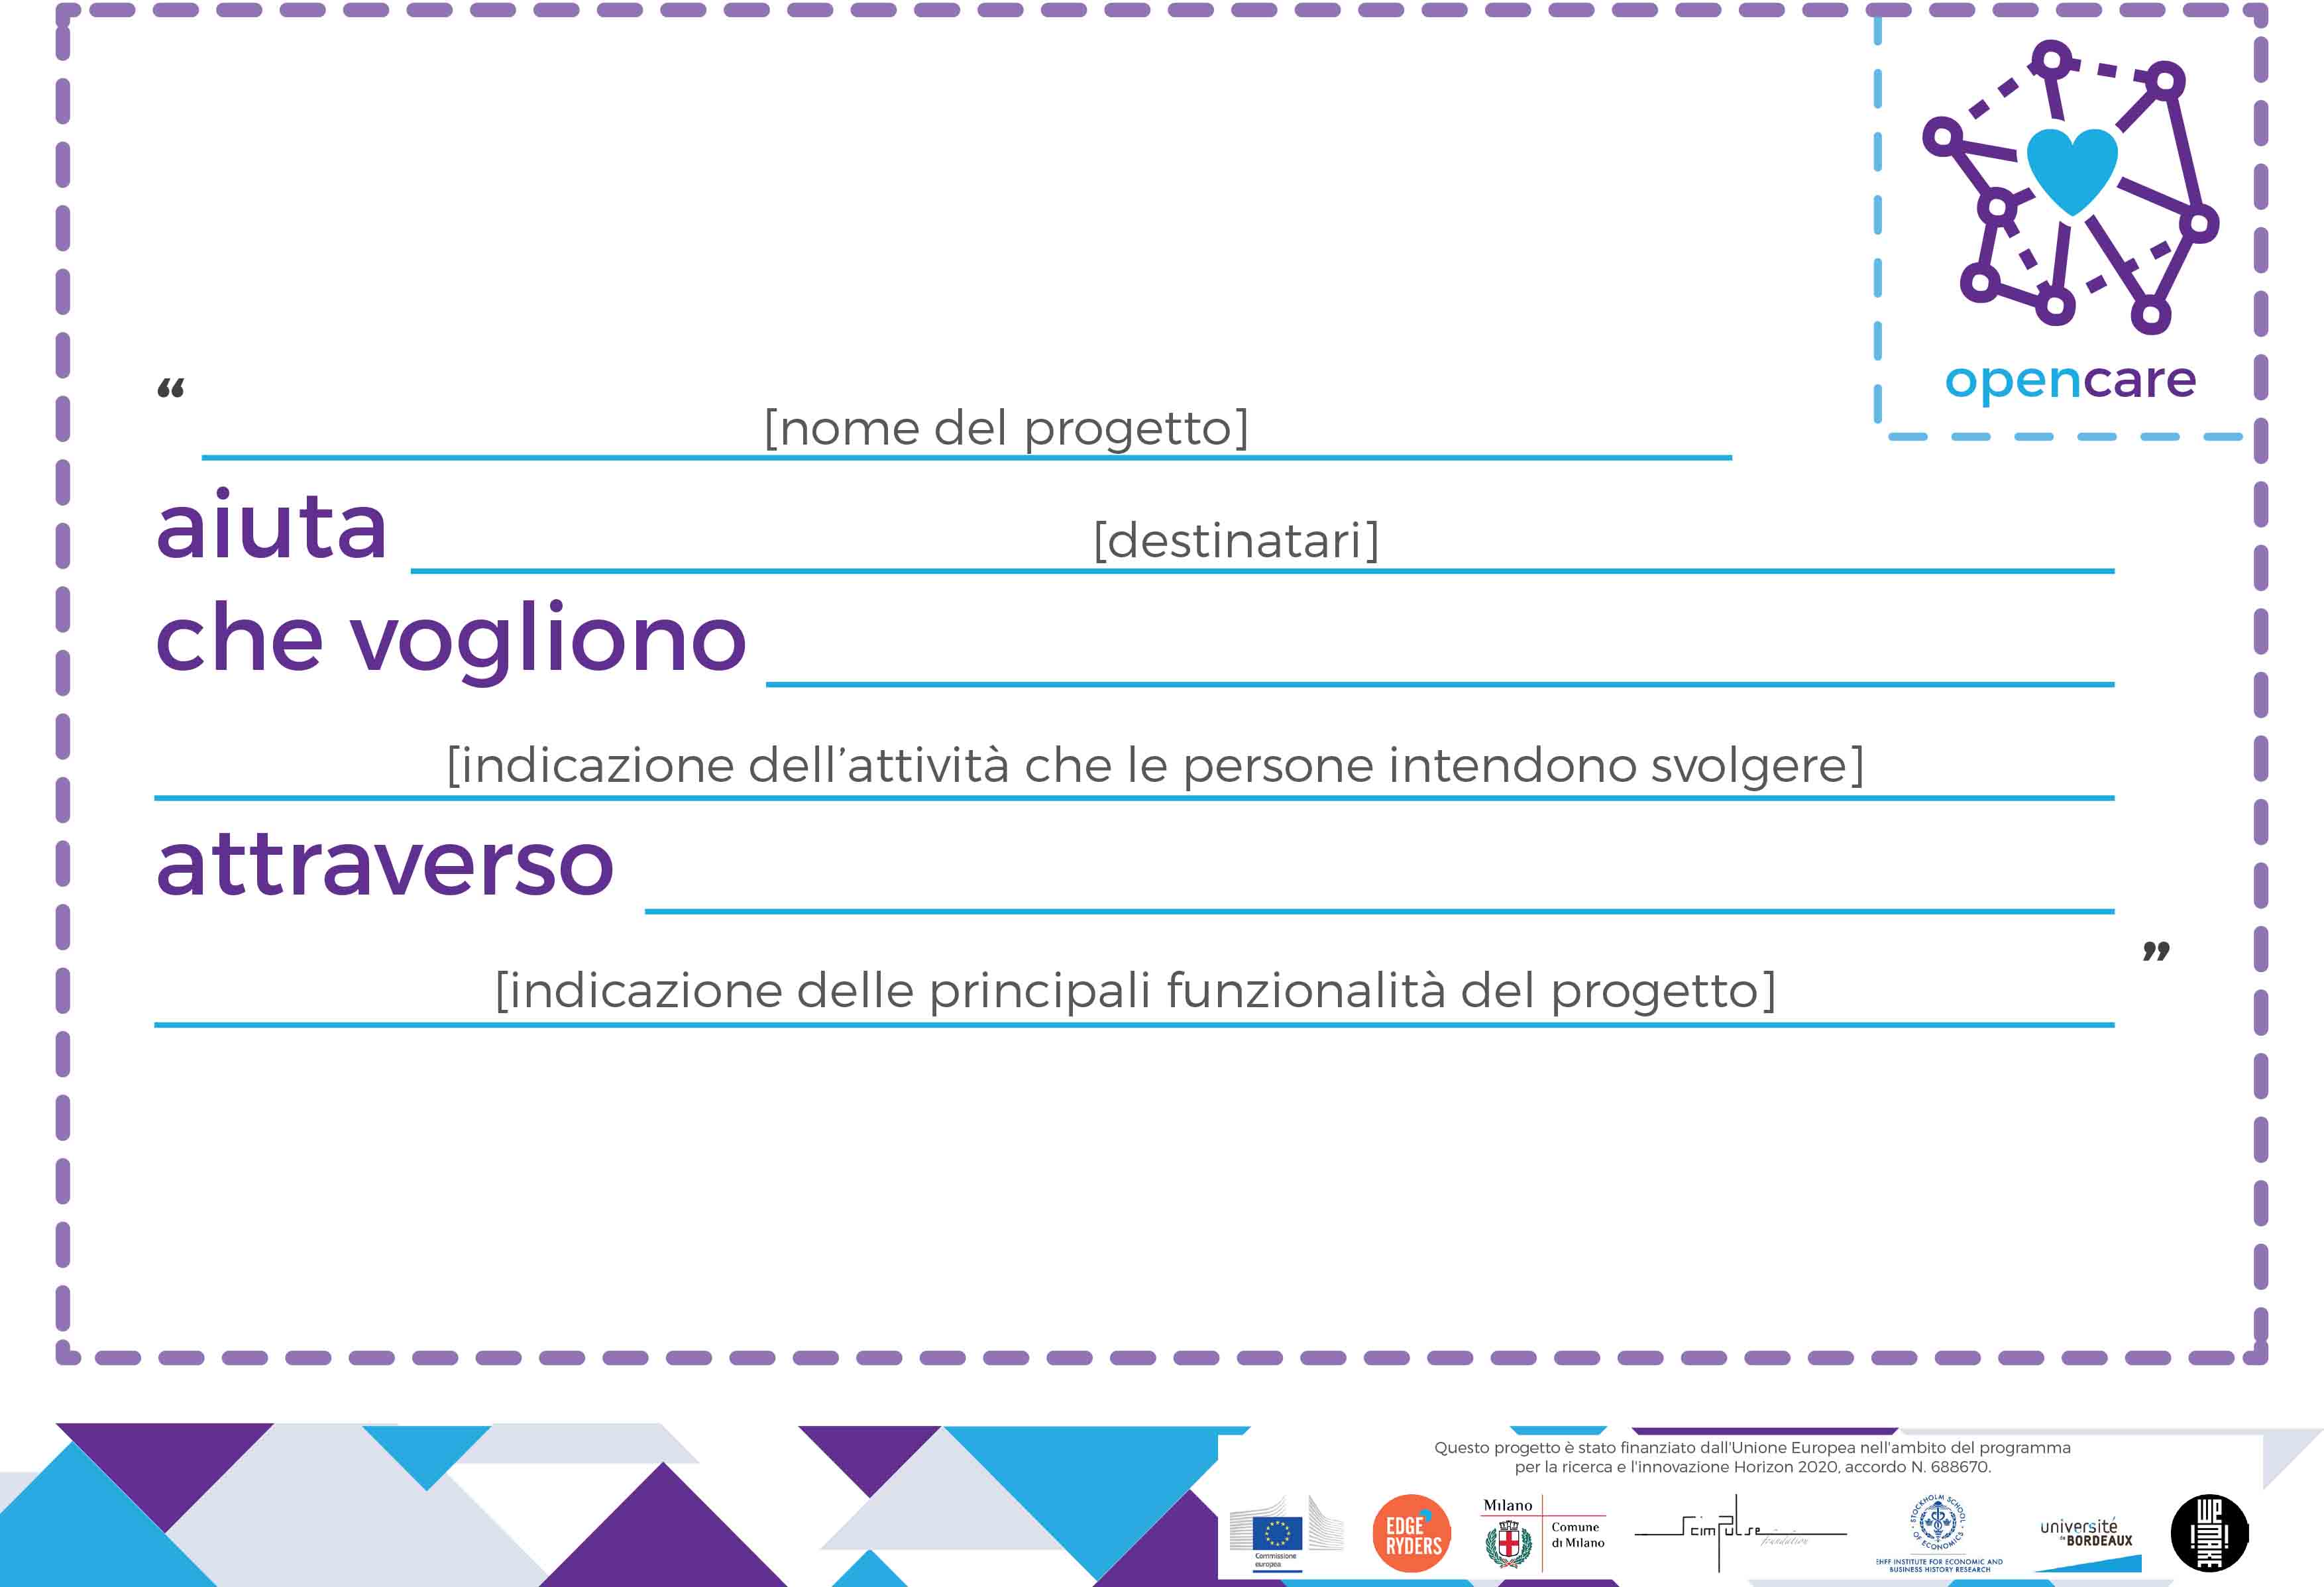 opencare
“
[nome del progetto]
aiuta [destinatari]
che vogliono
[indicazione dell’attività che le persone intendono svolgere]
attraverso
[indicazione delle principali funzionalità del progetto] ”
Questo progetto è stato finanziato dall'Unione Europea nell'ambito del programma
per la ricerca e l'innovazione Horizon 2020, accordo N. 688670.
Commissione
europea
EDGE
RYDERS
Milano
Comune
di Milano
scimpulse
foundation
STOCKHOLM SCHOOL OF ECONOMICS
EHFF INSTITUTE FOR ECONOMIC AND
BUSINESS HISTORY RESEARCH
université
de BORDEAUX
WEMAKE